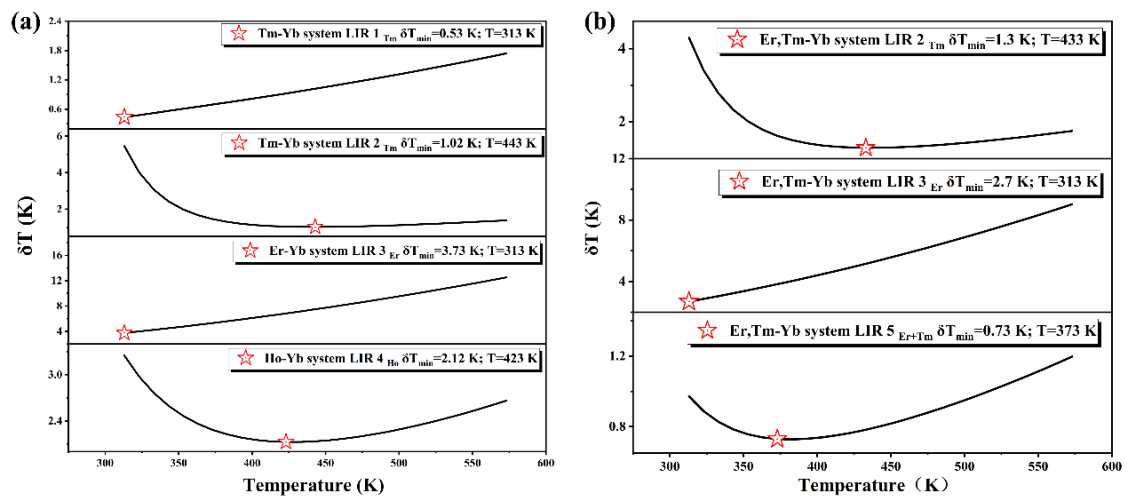 (a)
Tm-Yb system LIR 1 Tm δTmin=0.53 K; T=313 K
2.4
1.8
1.2
0.6
Tm-Yb system LIR 2 Tm δTmin=1.02 K; T=443 K
6
4
2
Er-Yb system LIR 3 Er δTmin=3.73 K; T=313 K
16
12
8
4
Ho-Yb system LIR 4 Ho δTmin=2.12 K; T=423 K
3.0
2.4
δT (K)
300 350 400 450 500 550 600
Temperature (K)
(b)
Er,Tm-Yb system LIR 2 Tm δTmin=1.3 K; T=433 K
4
2
Er,Tm-Yb system LIR 3 Er δTmin=2.7 K; T=313 K
12
8
4
Er,Tm-Yb system LIR 5 Er+Tm δTmin=0.73 K; T=373 K
1.2
0.8
δT (K)
300 350 400 450 500 550 600
Temperature（K）